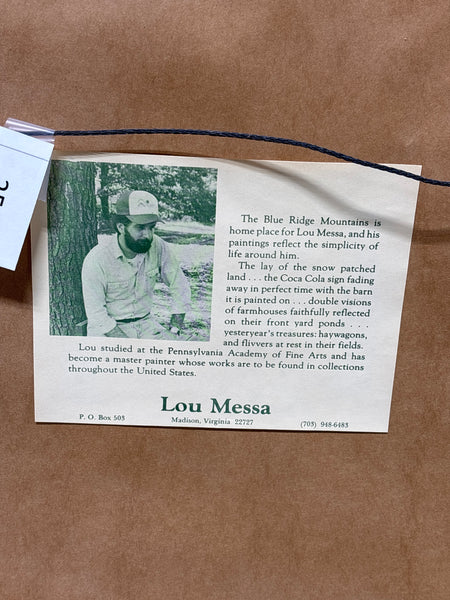 The Blue Ridge Mountains is
home place for Lou Messa, and his
paintings reflect the simplicity of
life around him.
The lay of the snow patched
land . . . the Coca Cola sign fading
away in perfect time with the barn
it is painted on . . . double visions
of farmhouses faithfully reflected
on their front yard ponds . . .
yesteryear's treasures: haywagons,
and flivvers at rest in their fields.
Lou studied at the Pennsylvania Academy of Fine Arts and has
become a master painter whose works are to be found in collections
throughout the United States.
Lou Messa
P. O. Box 503 Madison, Virginia 22727 (703) 948-6483